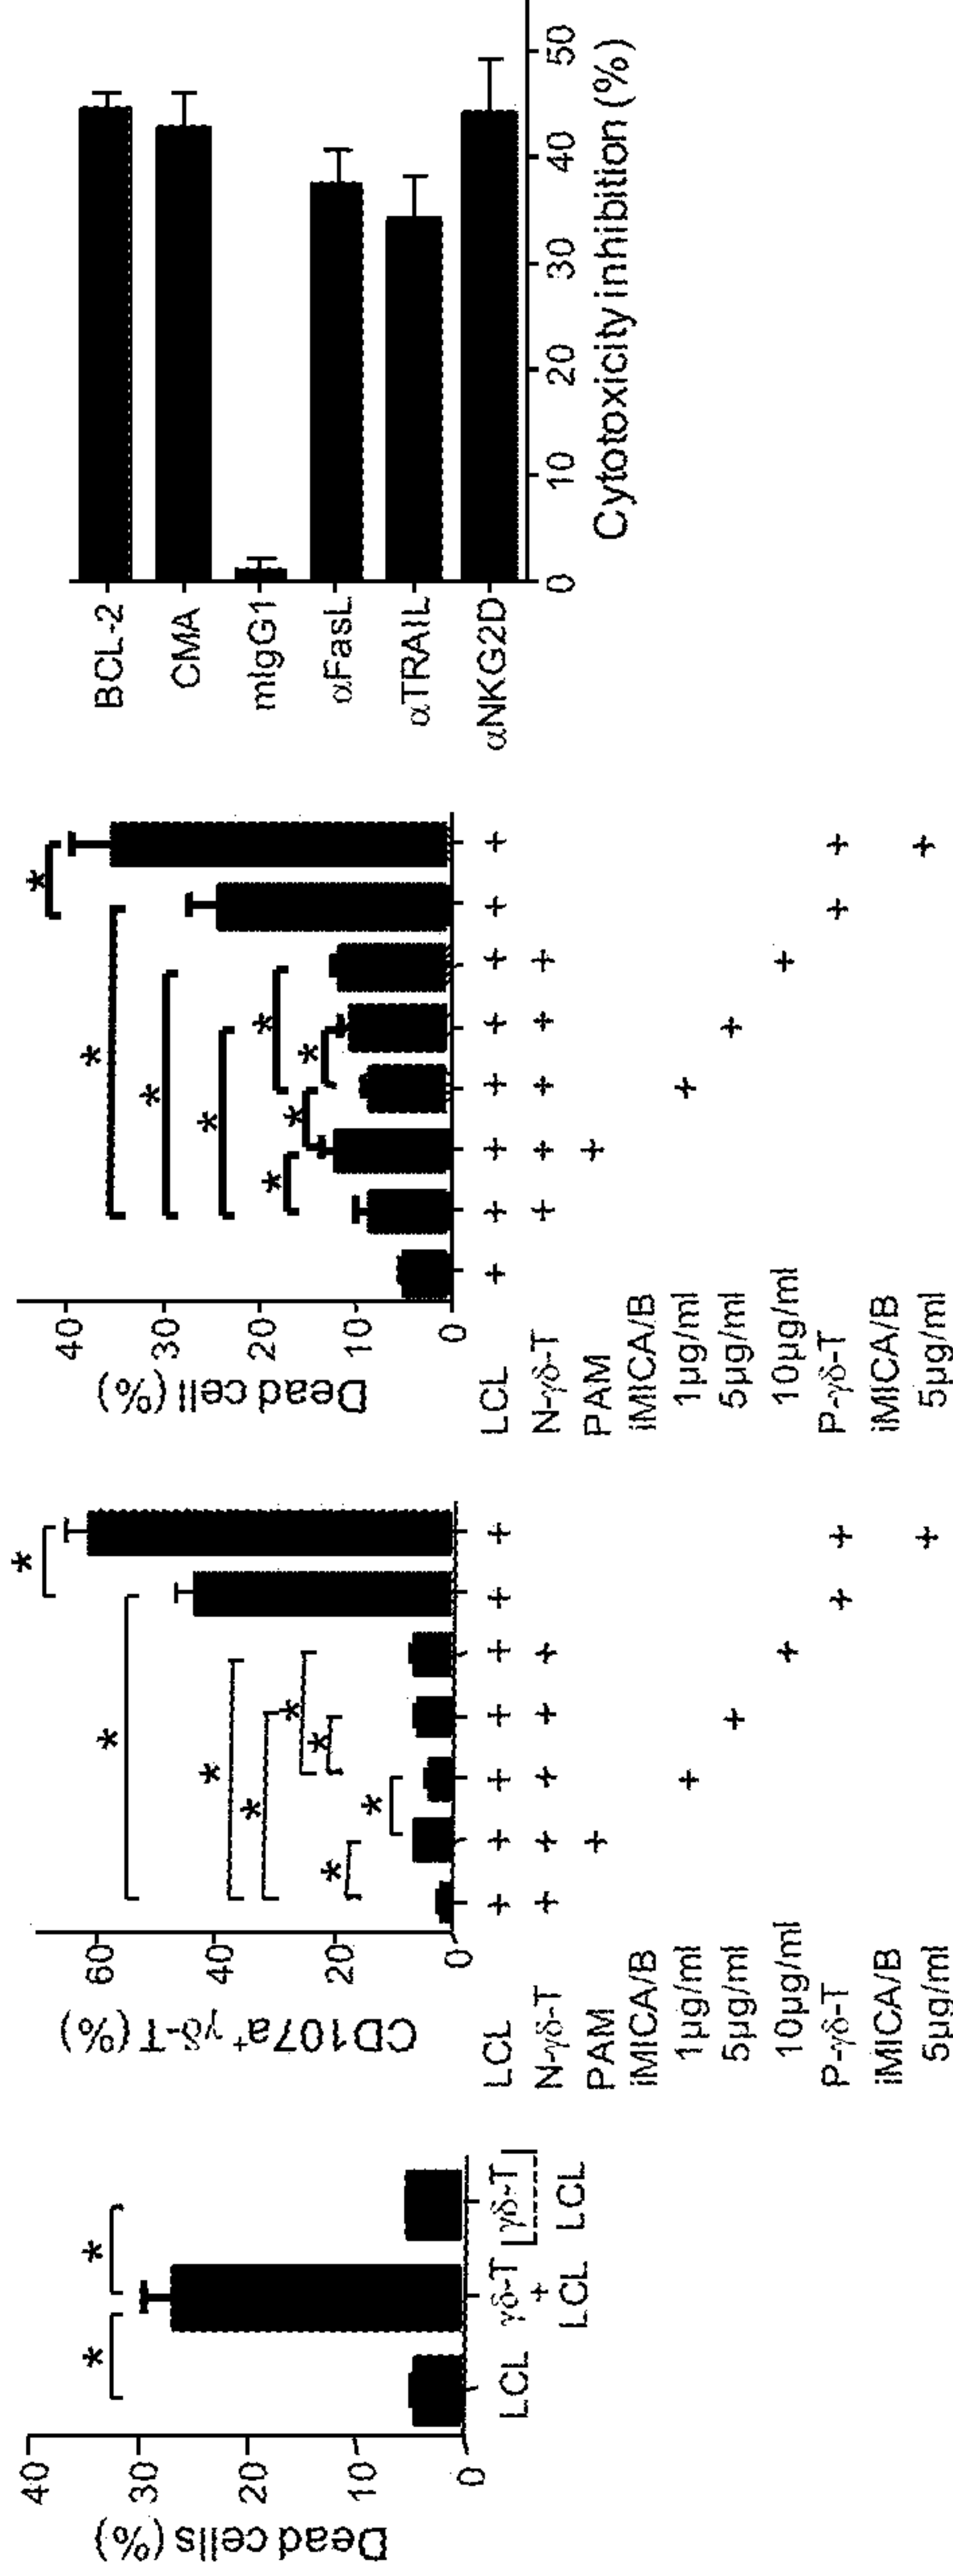 Dead cells (%)
40
30
20
10
0
*
*
LCL
γδ-T
+
LCL
γδ-T
LCL
CD107a⁺ γδ-T (%)
60
40
20
0
*
*
*
*
*
*
*
*
LCL + + + + + + +
N-γδ-T + + + + +
PAM +
iMICA/B
1µg/ml +
5µg/ml +
10µg/ml +
P-γδ-T + +
iMICA/B
5µg/ml +
Dead cell (%)
40
30
20
10
0
*
*
*
*
*
*
*
*
LCL + + + + + + + +
N-γδ-T + + + + +
PAM +
iMICA/B
1µg/ml +
5µg/ml +
10µg/ml +
P-γδ-T + +
iMICA/B
5µg/ml +
BCL-2
CMA
mIgG1
αFasL
αTRAIL
αNKG2D
0 10 20 30 40 50
Cytotoxicity inhibition (%)